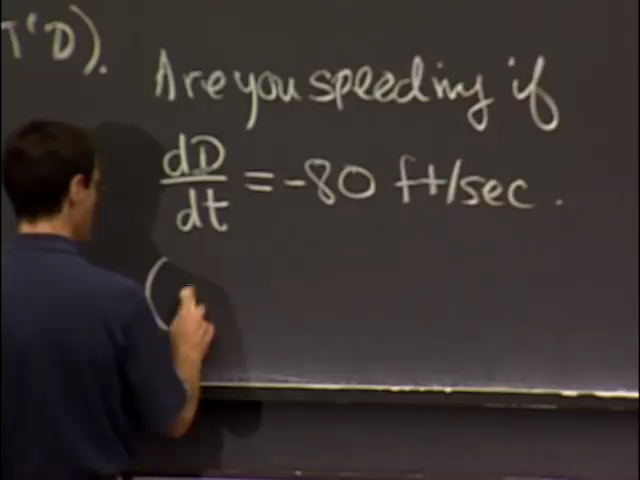 T'D).
Are you speeding if
dD/dt = -80 ft/sec.
(